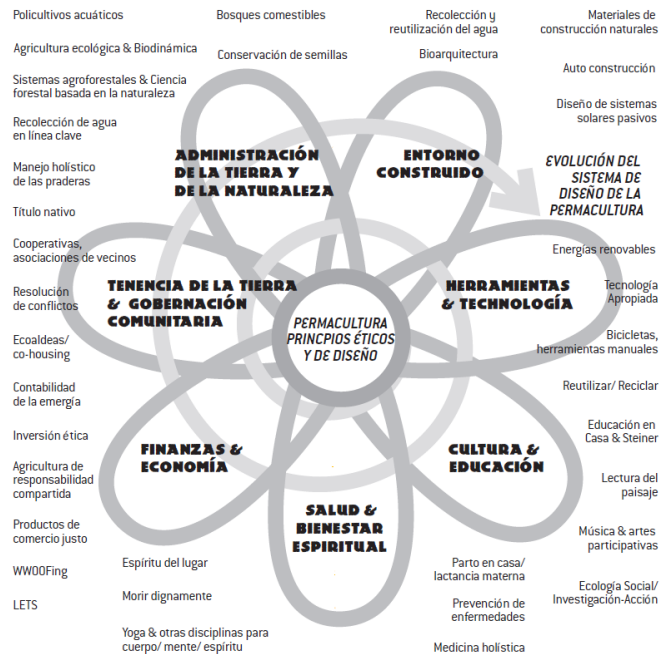 Policultivos acuáticos
Agricultura ecológica & Biodinámica
Sistemas agroforestales & Ciencia
forestal basada en la naturaleza
Recolección de agua
en línea clave
Manejo holístico
de las praderas
Título nativo
Cooperativas,
asociaciones de vecinos
Resolución
de conflictos
Ecoaldeas/
co-housing
Contabilidad
de la emergía
Inversión ética
Agricultura de
responsabilidad
compartida
Productos de
comercio justo
WWOOFing
LETS
Bosques comestibles
Conservación de semillas
Recolección y
reutilización del agua
Bioarquitectura
Materiales de
construcción naturales
Auto construcción
Diseño de sistemas
solares pasivos
EVOLUCIÓN DEL
SISTEMA DE
DISEÑO DE LA
PERMACULTURA
Energías renovables
Tecnología
Apropiada
Bicicletas,
herramientas manuales
Reutilizar/ Reciclar
Educación en
Casa & Steiner
Lectura del
paisaje
Música & artes
participativas
Ecología Social/
Investigación-Acción
ADMINISTRACIÓN
DE LA TIERRA Y
DE LA NATURALEZA
ENTORNO
CONSTRUIDO
TENENCIA DE LA TIERRA
& GOBERNACIÓN
COMUNITARIA
HERRAMIENTAS
& TECHNOLOGÍA
PERMACULTURA
PRINCPIOS ÉTICOS
Y DE DISEÑO
FINANZAS &
ECONOMÍA
CULTURA &
EDUCACIÓN
SALUD &
BIENESTAR
ESPIRITUAL
Espíritu del lugar
Morir dignamente
Yoga & otras disciplinas para
cuerpo/ mente/ espíritu
Parto en casa/
lactancia materna
Prevención de
enfermedades
Medicina holística